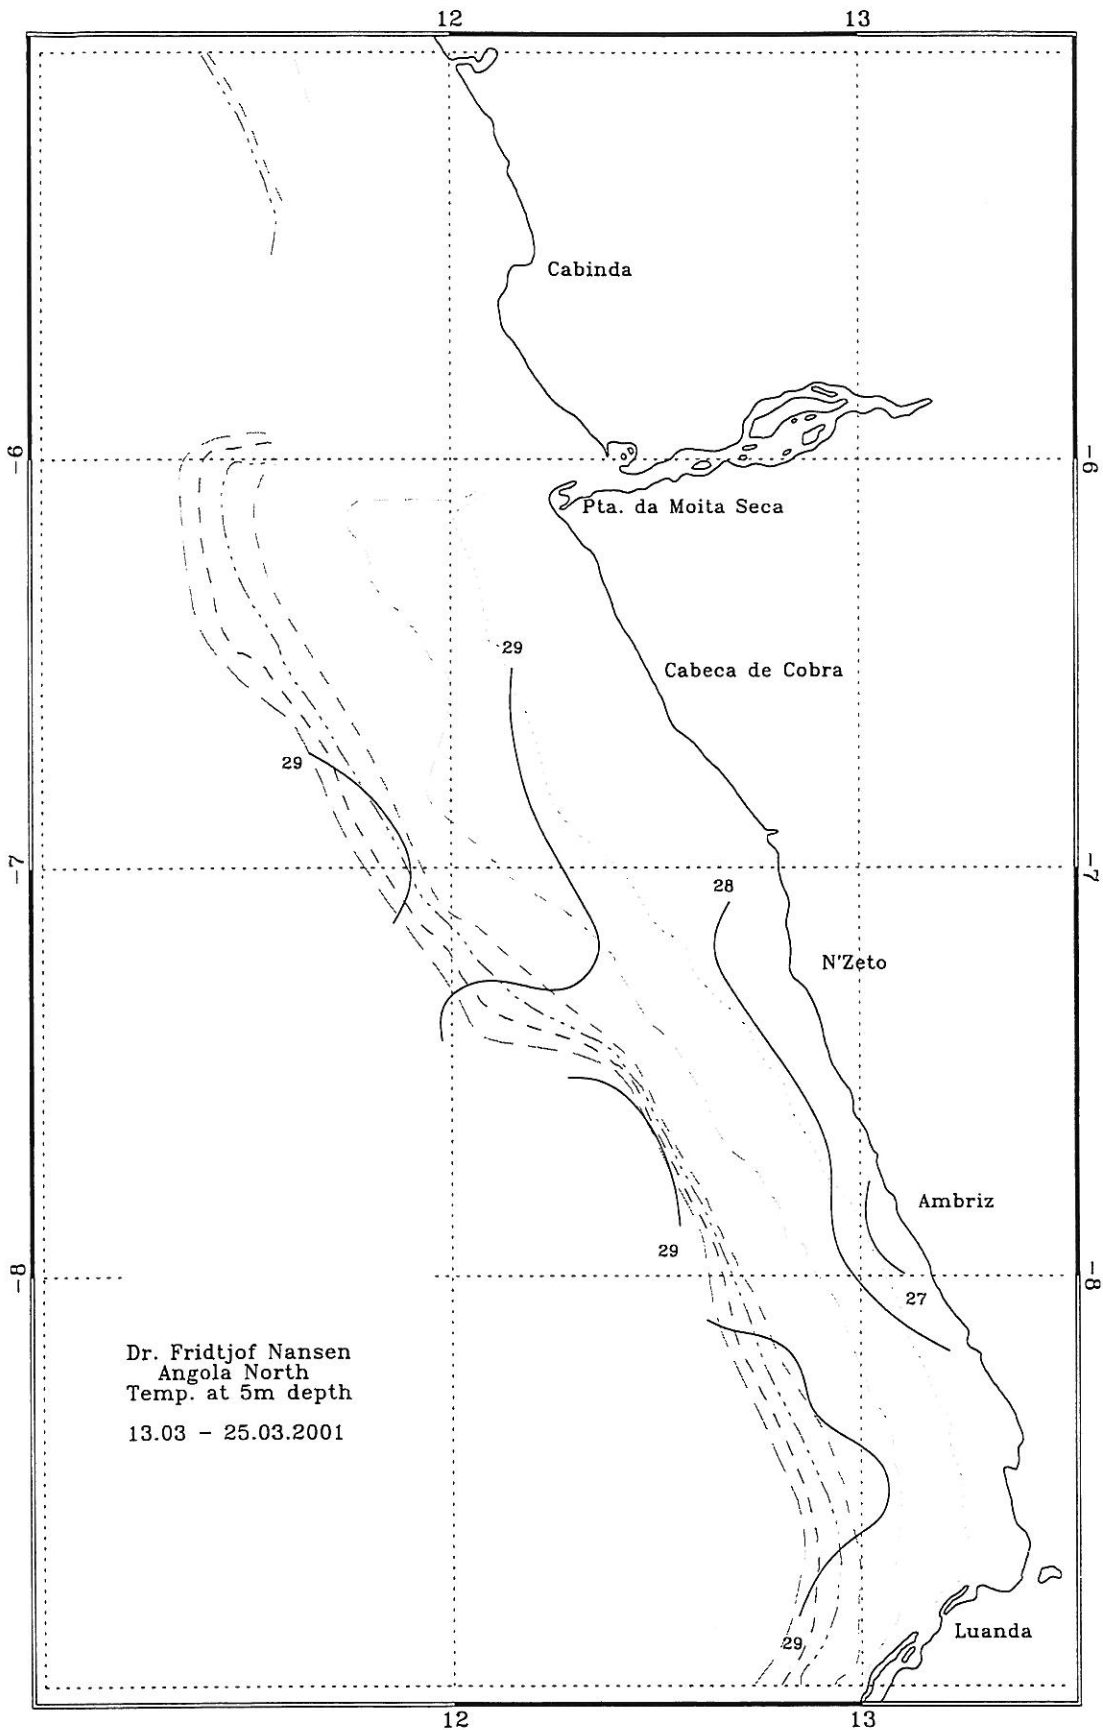 12 13
Cabinda
-6 -6
Pta. da Moita Seca
29
Cabeca de Cobra
29
-7 -7
28
N'Zeto
Ambriz
29
-8 -8
27
Dr. Fridtjof Nansen
Angola North
Temp. at 5m depth
13.03 - 25.03.2001
Luanda
29
12 13